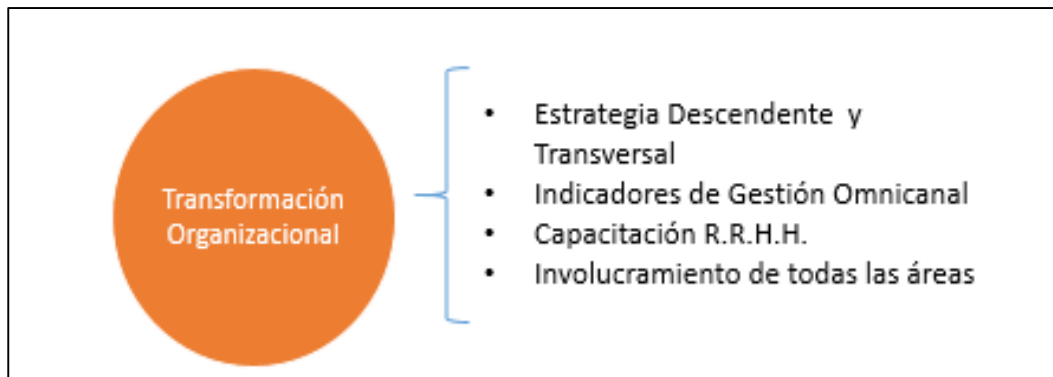 Transformación
Organizacional
• Estrategia Descendente y
Transversal
• Indicadores de Gestión Omnicanal
• Capacitación R.R.H.H.
• Involucramiento de todas las áreas